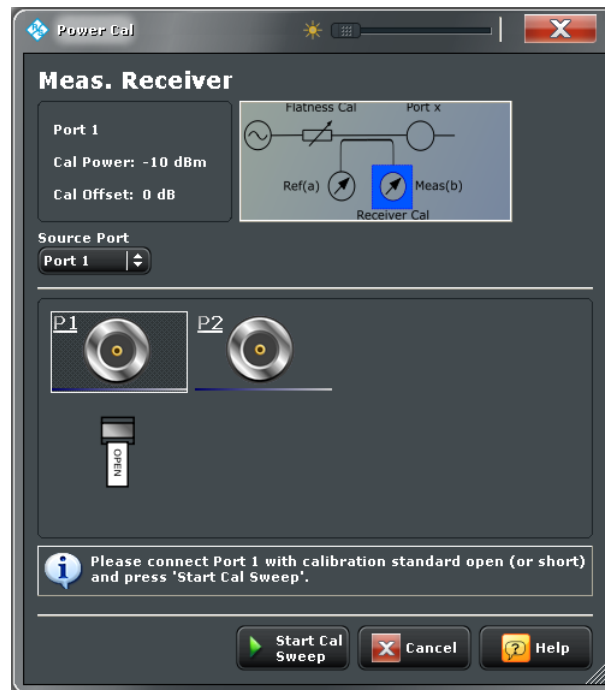 Power Cal
Meas. Receiver
Port 1
Cal Power: -10 dBm
Cal Offset: 0 dB
Flatness Cal
Port x
Ref(a)
Meas(b)
Receiver Cal
Source Port
Port 1
P1
P2
OPEN
Please connect Port 1 with calibration standard open (or short)
and press 'Start Cal Sweep'.
Start Cal
Sweep
Cancel
Help